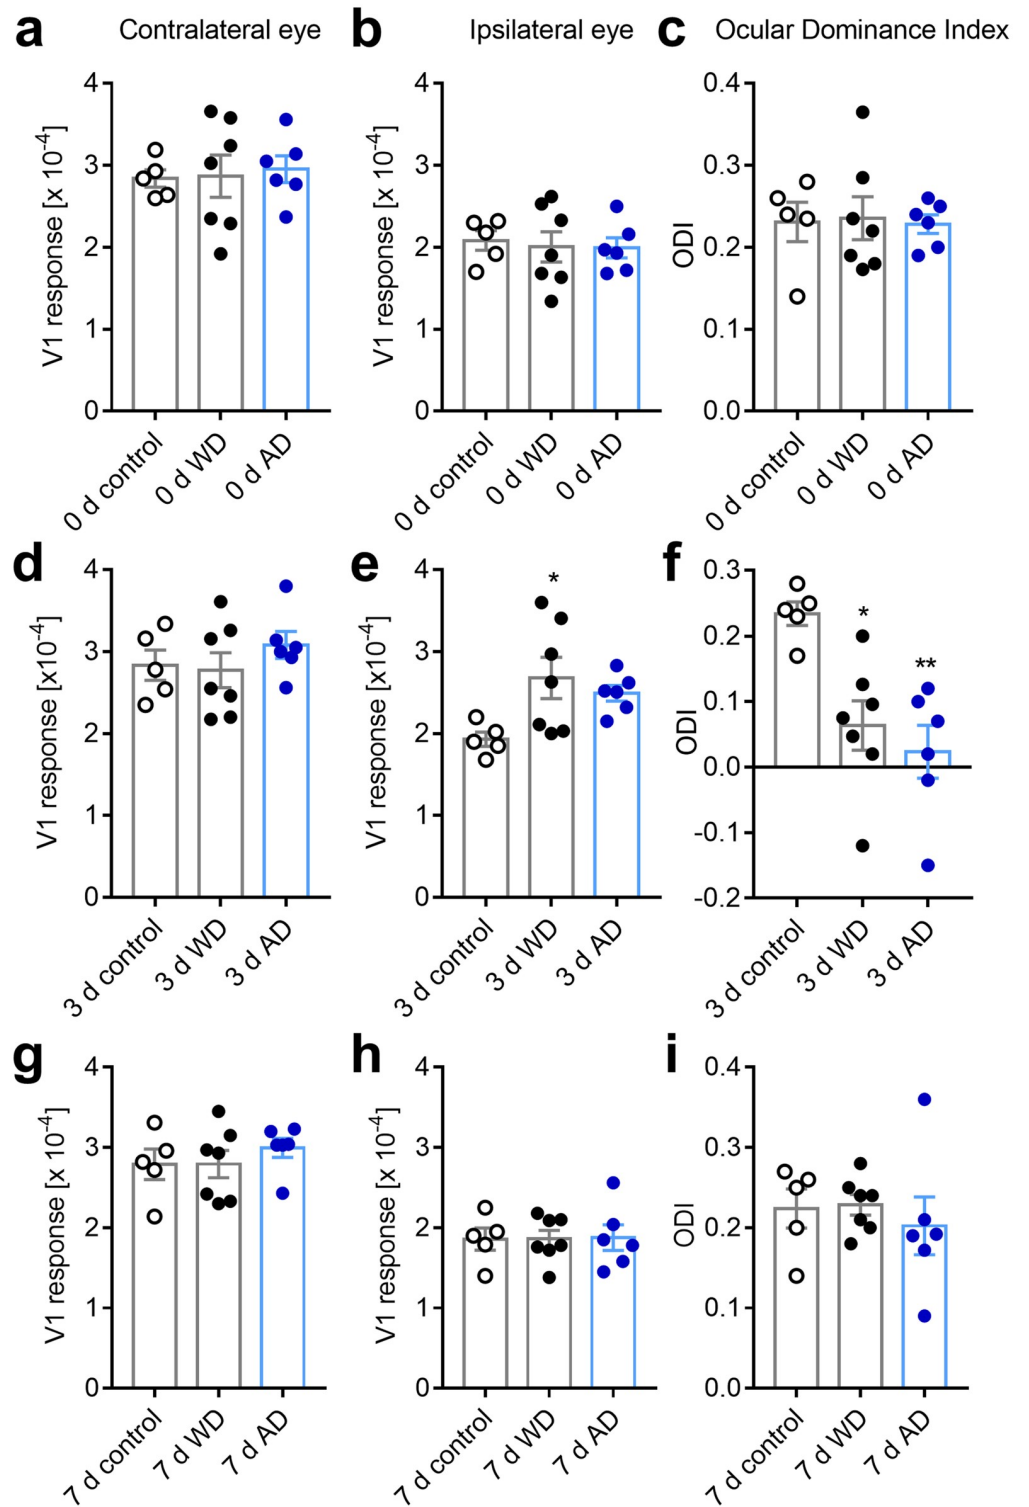 a Contralateral eye b Ipsilateral eye c Ocular Dominance Index
V1 response [x 10-4]
4
3
2
1
0
0 d control
0 d WD
0 d AD
V1 response [x 10-4]
4
3
2
1
0
0 d control
0 d WD
0 d AD
ODI
0.4
0.3
0.2
0.1
0.0
0 d control
0 d WD
0 d AD
d
V1 response [x10-4]
4
3
2
1
0
3 d control
3 d WD
3 d AD
e
V1 response [x10-4]
4
3
2
1
0
*
3 d control
3 d WD
3 d AD
f
ODI
0.3
0.2
0.1
0.0
-0.1
-0.2
*
**
3 d control
3 d WD
3 d AD
g
V1 response [x 10-4]
4
3
2
1
0
7 d control
7 d WD
7 d AD
h
V1 response [x 10-4]
4
3
2
1
0
7 d control
7 d WD
7 d AD
i
ODI
0.4
0.3
0.2
0.1
0.0
7 d control
7 d WD
7 d AD